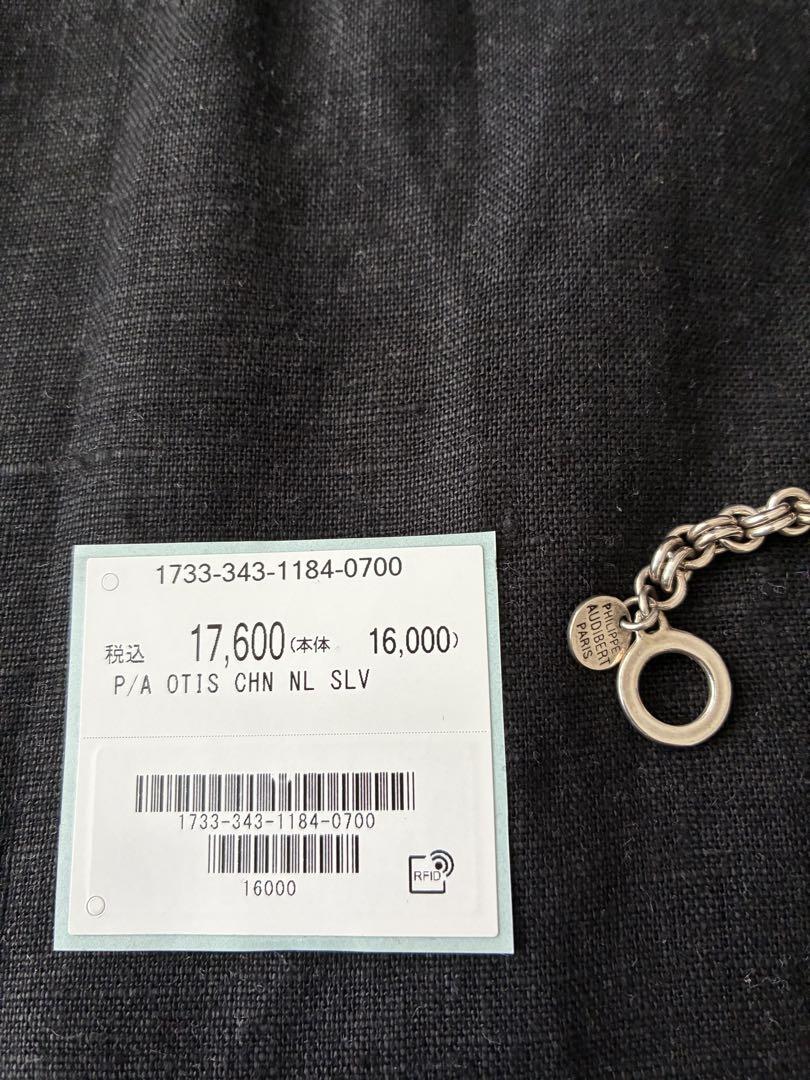 1733-343-1184-0700
税込 17,600(本体 16,000)
P/A OTIS CHN NL SLV
1733-343-1184-0700
16000
RFID
PHILIPPE
AUDIBERT
PARIS